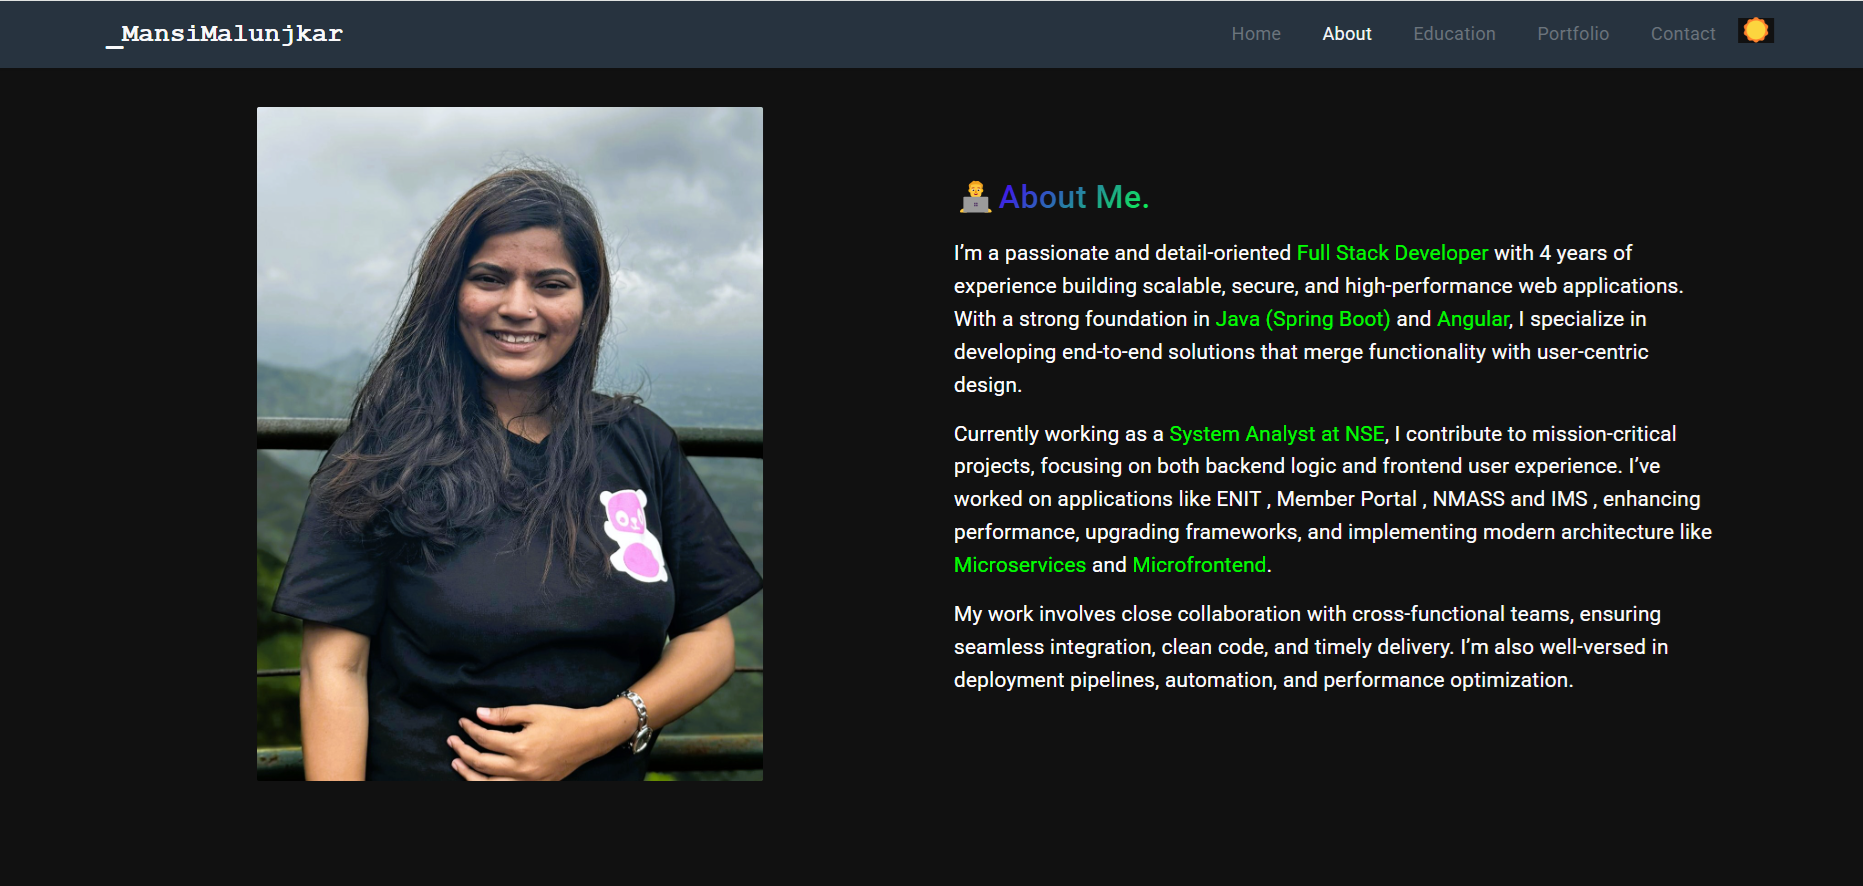 _MansiMalunjkar
Home About Education Portfolio Contact
About Me.
I’m a passionate and detail-oriented Full Stack Developer with 4 years of
experience building scalable, secure, and high-performance web applications.
With a strong foundation in Java (Spring Boot) and Angular, I specialize in
developing end-to-end solutions that merge functionality with user-centric
design.
Currently working as a System Analyst at NSE, I contribute to mission-critical
projects, focusing on both backend logic and frontend user experience. I’ve
worked on applications like ENIT , Member Portal , NMASS and IMS , enhancing
performance, upgrading frameworks, and implementing modern architecture like
Microservices and Microfrontend.
My work involves close collaboration with cross-functional teams, ensuring
seamless integration, clean code, and timely delivery. I’m also well-versed in
deployment pipelines, automation, and performance optimization.